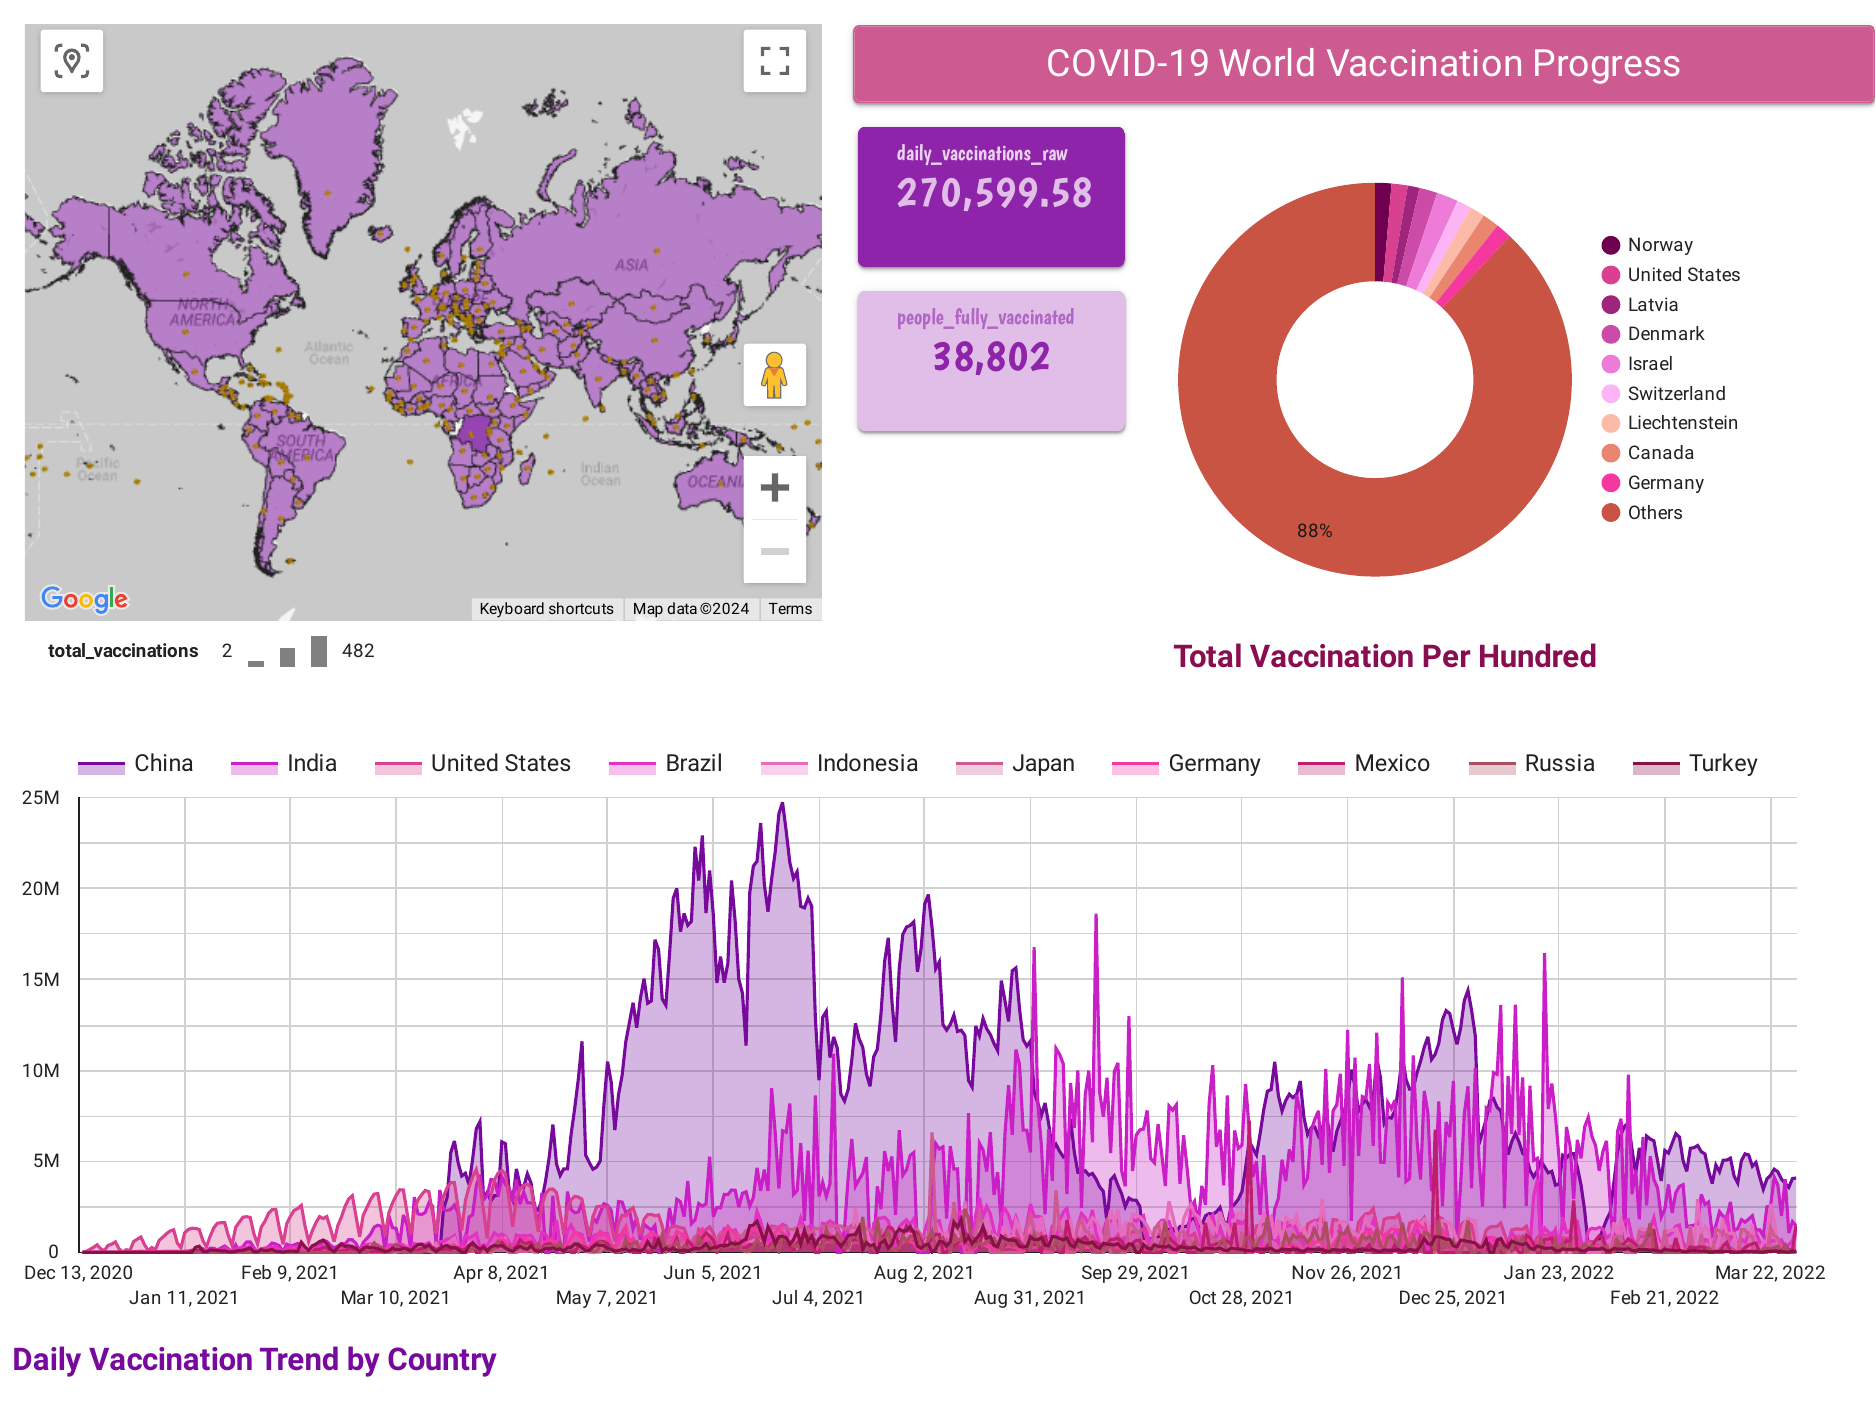 COVID-19 World Vaccination Progress
daily_vaccinations_raw
270,599.58
people_fully_vaccinated
38,802
NORTH
AMERICA
Atlantic
Ocean
ASIA
AFRICA
SOUTH
AMERICA
Pacific
Ocean
Indian
Ocean
OCEANI
Google
Keyboard shortcuts
Map data ©2024
Terms
total_vaccinations 2 482
Norway
United States
Latvia
Denmark
Israel
Switzerland
Liechtenstein
Canada
Germany
Others
88%
Total Vaccination Per Hundred
China India United States Brazil Indonesia Japan Germany Mexico Russia Turkey
25M
20M
15M
10M
5M
0
Dec 13, 2020 Feb 9, 2021 Apr 8, 2021 Jun 5, 2021 Aug 2, 2021 Sep 29, 2021 Nov 26, 2021 Jan 23, 2022 Mar 22, 2022
Jan 11, 2021 Mar 10, 2021 May 7, 2021 Jul 4, 2021 Aug 31, 2021 Oct 28, 2021 Dec 25, 2021 Feb 21, 2022
Daily Vaccination Trend by Country